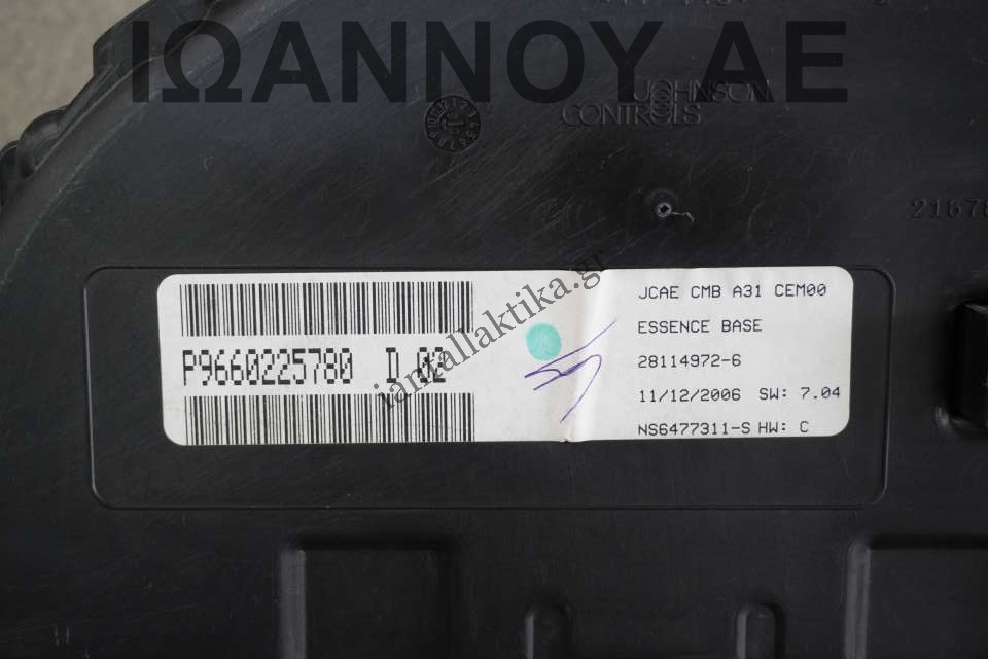 ΙΩΑΝΝΟΥ ΑΕ
JOHNSON
CONTROLS
JCAE CMB A31 CEM00
ESSENCE BASE
P9660225780 D 02
28114972-6
11/12/2006 SW: 7.04
NS6477311-S HW: C
iantallaktika.gr